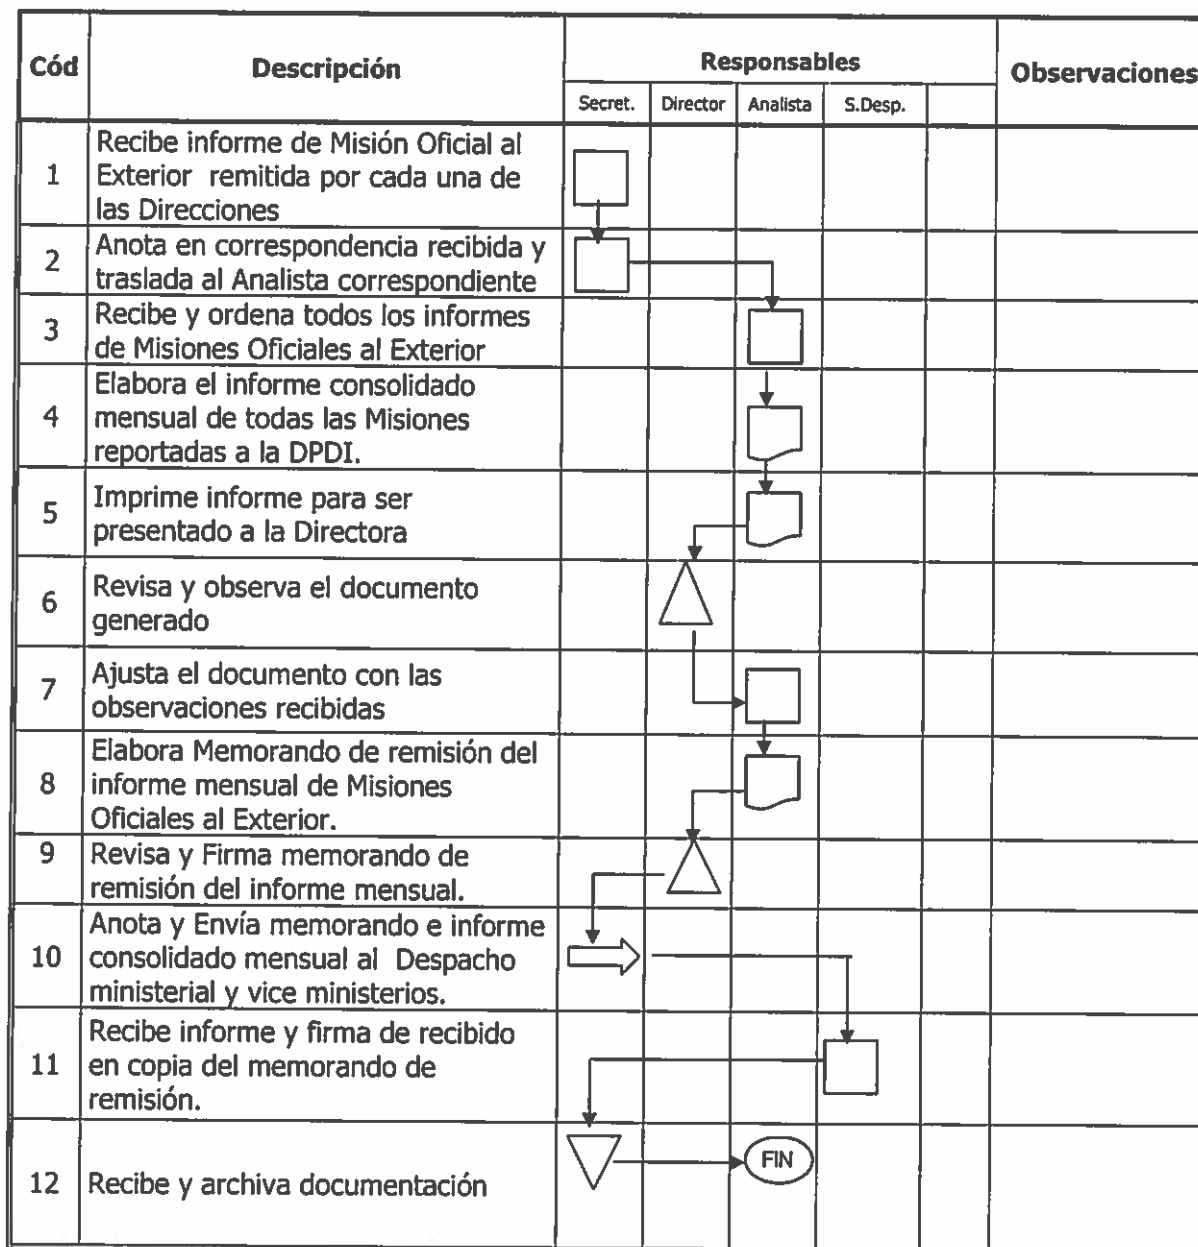 Cód
Descripción
Responsables
Observaciones
Secret.
Director
Analista
S.Desp.
1
Recibe informe de Misión Oficial al
Exterior remitida por cada una de
las Direcciones
2
Anota en correspondencia recibida y
traslada al Analista correspondiente
3
Recibe y ordena todos los informes
de Misiones Oficiales al Exterior
4
Elabora el informe consolidado
mensual de todas las Misiones
reportadas a la DPDI.
5
Imprime informe para ser
presentado a la Directora
6
Revisa y observa el documento
generado
7
Ajusta el documento con las
observaciones recibidas
8
Elabora Memorando de remisión del
informe mensual de Misiones
Oficiales al Exterior.
9
Revisa y Firma memorando de
remisión del informe mensual.
10
Anota y Envía memorando e informe
consolidado mensual al Despacho
ministerial y vice ministerios.
11
Recibe informe y firma de recibido
en copia del memorando de
remisión.
12
Recibe y archiva documentación
FIN